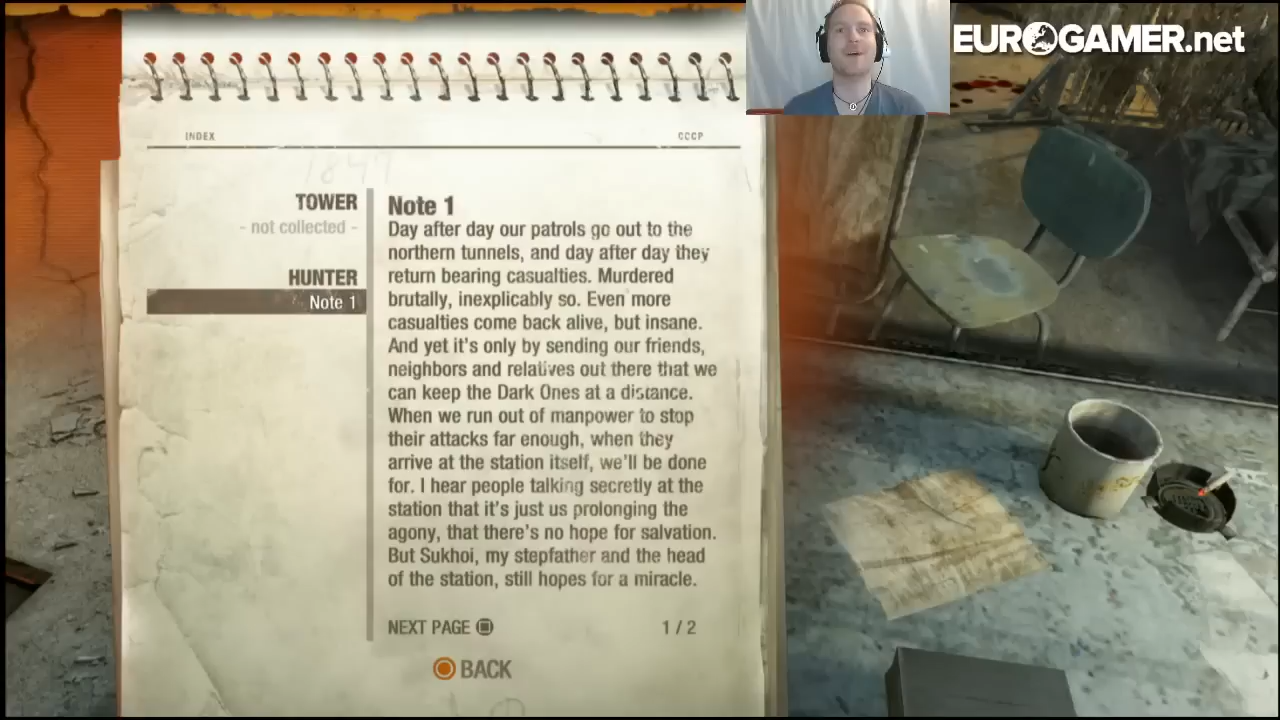 EUROGAMER.net
INDEX
CCCP
1849
TOWER
- not collected -
HUNTER
Note 1
Note 1
Day after day our patrols go out to the
northern tunnels, and day after day they
return bearing casualties. Murdered
brutally, inexplicably so. Even more
casualties come back alive, but insane.
And yet it's only by sending our friends,
neighbors and relatives out there that we
can keep the Dark Ones at a distance.
When we run out of manpower to stop
their attacks far enough, when they
arrive at the station itself, we'll be done
for. I hear people talking secretly at the
station that it's just us prolonging the
agony, that there's no hope for salvation.
But Sukhoi, my stepfather and the head
of the station, still hopes for a miracle.
NEXT PAGE
1 / 2
BACK